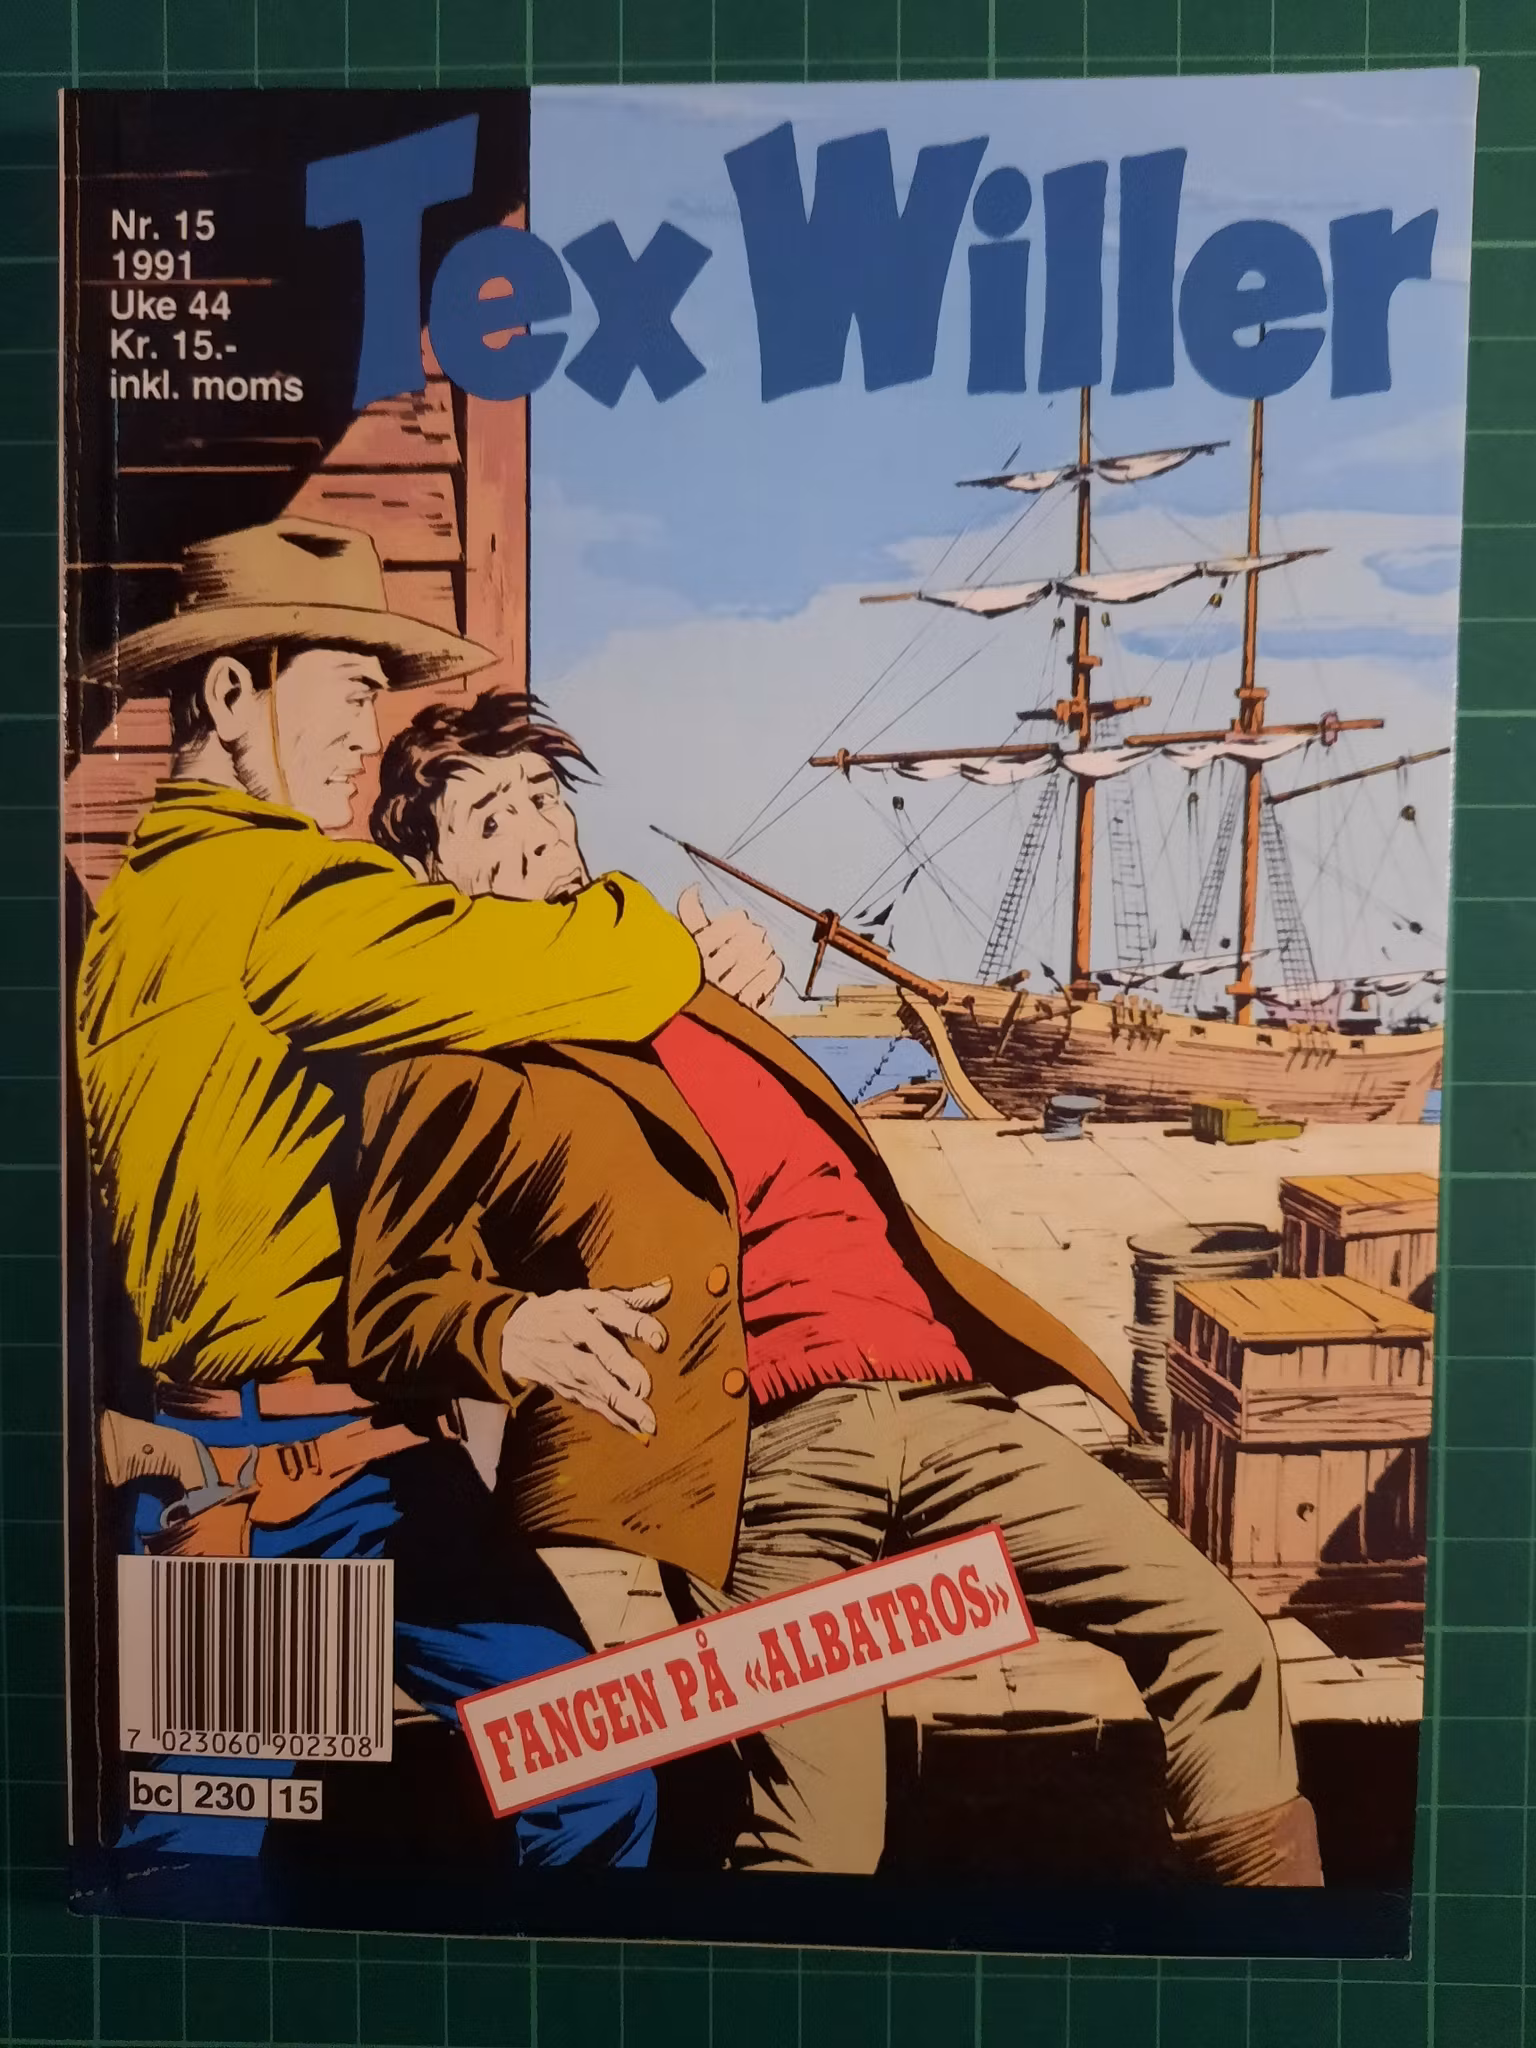 Tex Willer
Nr. 15
1991
Uke 44
Kr. 15.-
inkl. moms
FANGEN PÅ «ALBATROS»
7 023060 902308
bc 230 15